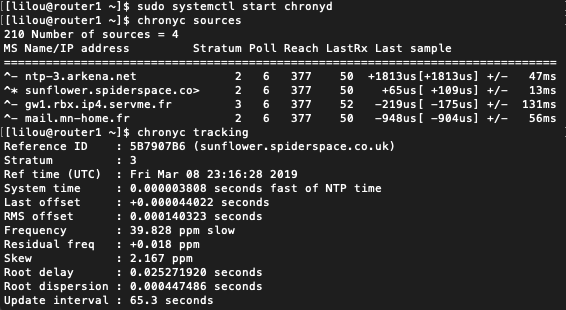 [[lilou@router1 ~]$ sudo systemctl start chronyd
[[lilou@router1 ~]$ chronyc sources
210 Number of sources = 4
MS Name/IP address         Stratum Poll Reach LastRx Last sample
===============================================================================
^- ntp-3.arkena.net              2   6   377    50  +1813us[+1813us] +/-   47ms
^* sunflower.spiderspace.co>     2   6   377    50    +65us[ +109us] +/-   13ms
^- gw1.rbx.ip4.servme.fr         3   6   377    52   -219us[ -175us] +/-  131ms
^- mail.mn-home.fr               2   6   377    50   -948us[ -904us] +/-   56ms
[[lilou@router1 ~]$ chronyc tracking
Reference ID    : 5B7907B6 (sunflower.spiderspace.co.uk)
Stratum         : 3
Ref time (UTC)  : Fri Mar 08 23:16:28 2019
System time     : 0.000003808 seconds fast of NTP time
Last offset     : +0.000044022 seconds
RMS offset      : 0.000140323 seconds
Frequency       : 39.828 ppm slow
Residual freq   : +0.018 ppm
Skew            : 2.167 ppm
Root delay      : 0.025271920 seconds
Root dispersion : 0.000447486 seconds
Update interval : 65.3 seconds